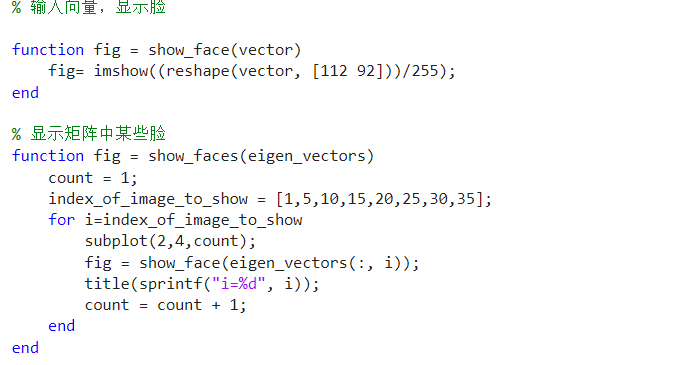 % 输入向量，显示脸
function fig = show_face(vector)
    fig= imshow((reshape(vector, [112 92]))/255);
end
% 显示矩阵中某些脸
function fig = show_faces(eigen_vectors)
    count = 1;
    index_of_image_to_show = [1,5,10,15,20,25,30,35];
    for i=index_of_image_to_show
        subplot(2,4,count);
        fig = show_face(eigen_vectors(:, i));
        title(sprintf("i=%d", i));
        count = count + 1;
    end
end